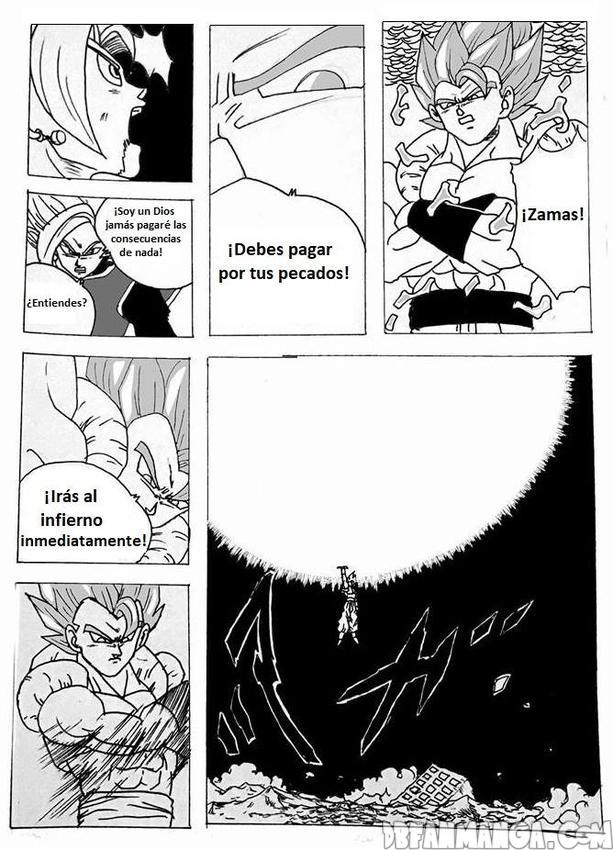 ¡Zamas!
¡Debes pagar
por tus pecados!
¡Soy un Dios
jamás pagaré las
consecuencias
de nada!
¿Entiendes?
¡Irás al
infierno
inmediatamente!
DBFANMANGA.COM